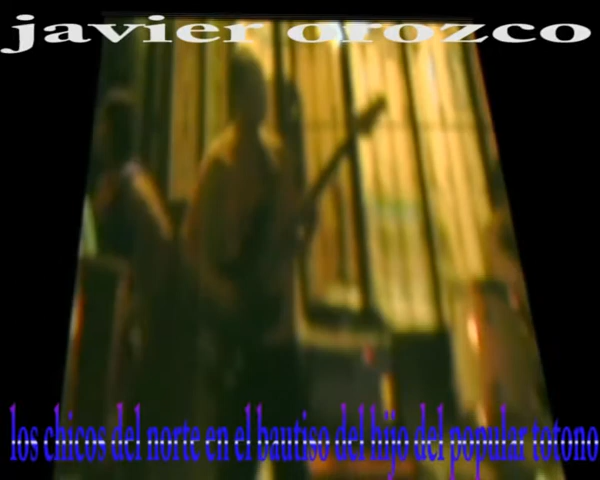 javier orozco
los chicos del norte en el bautiso del hijo del popular totono